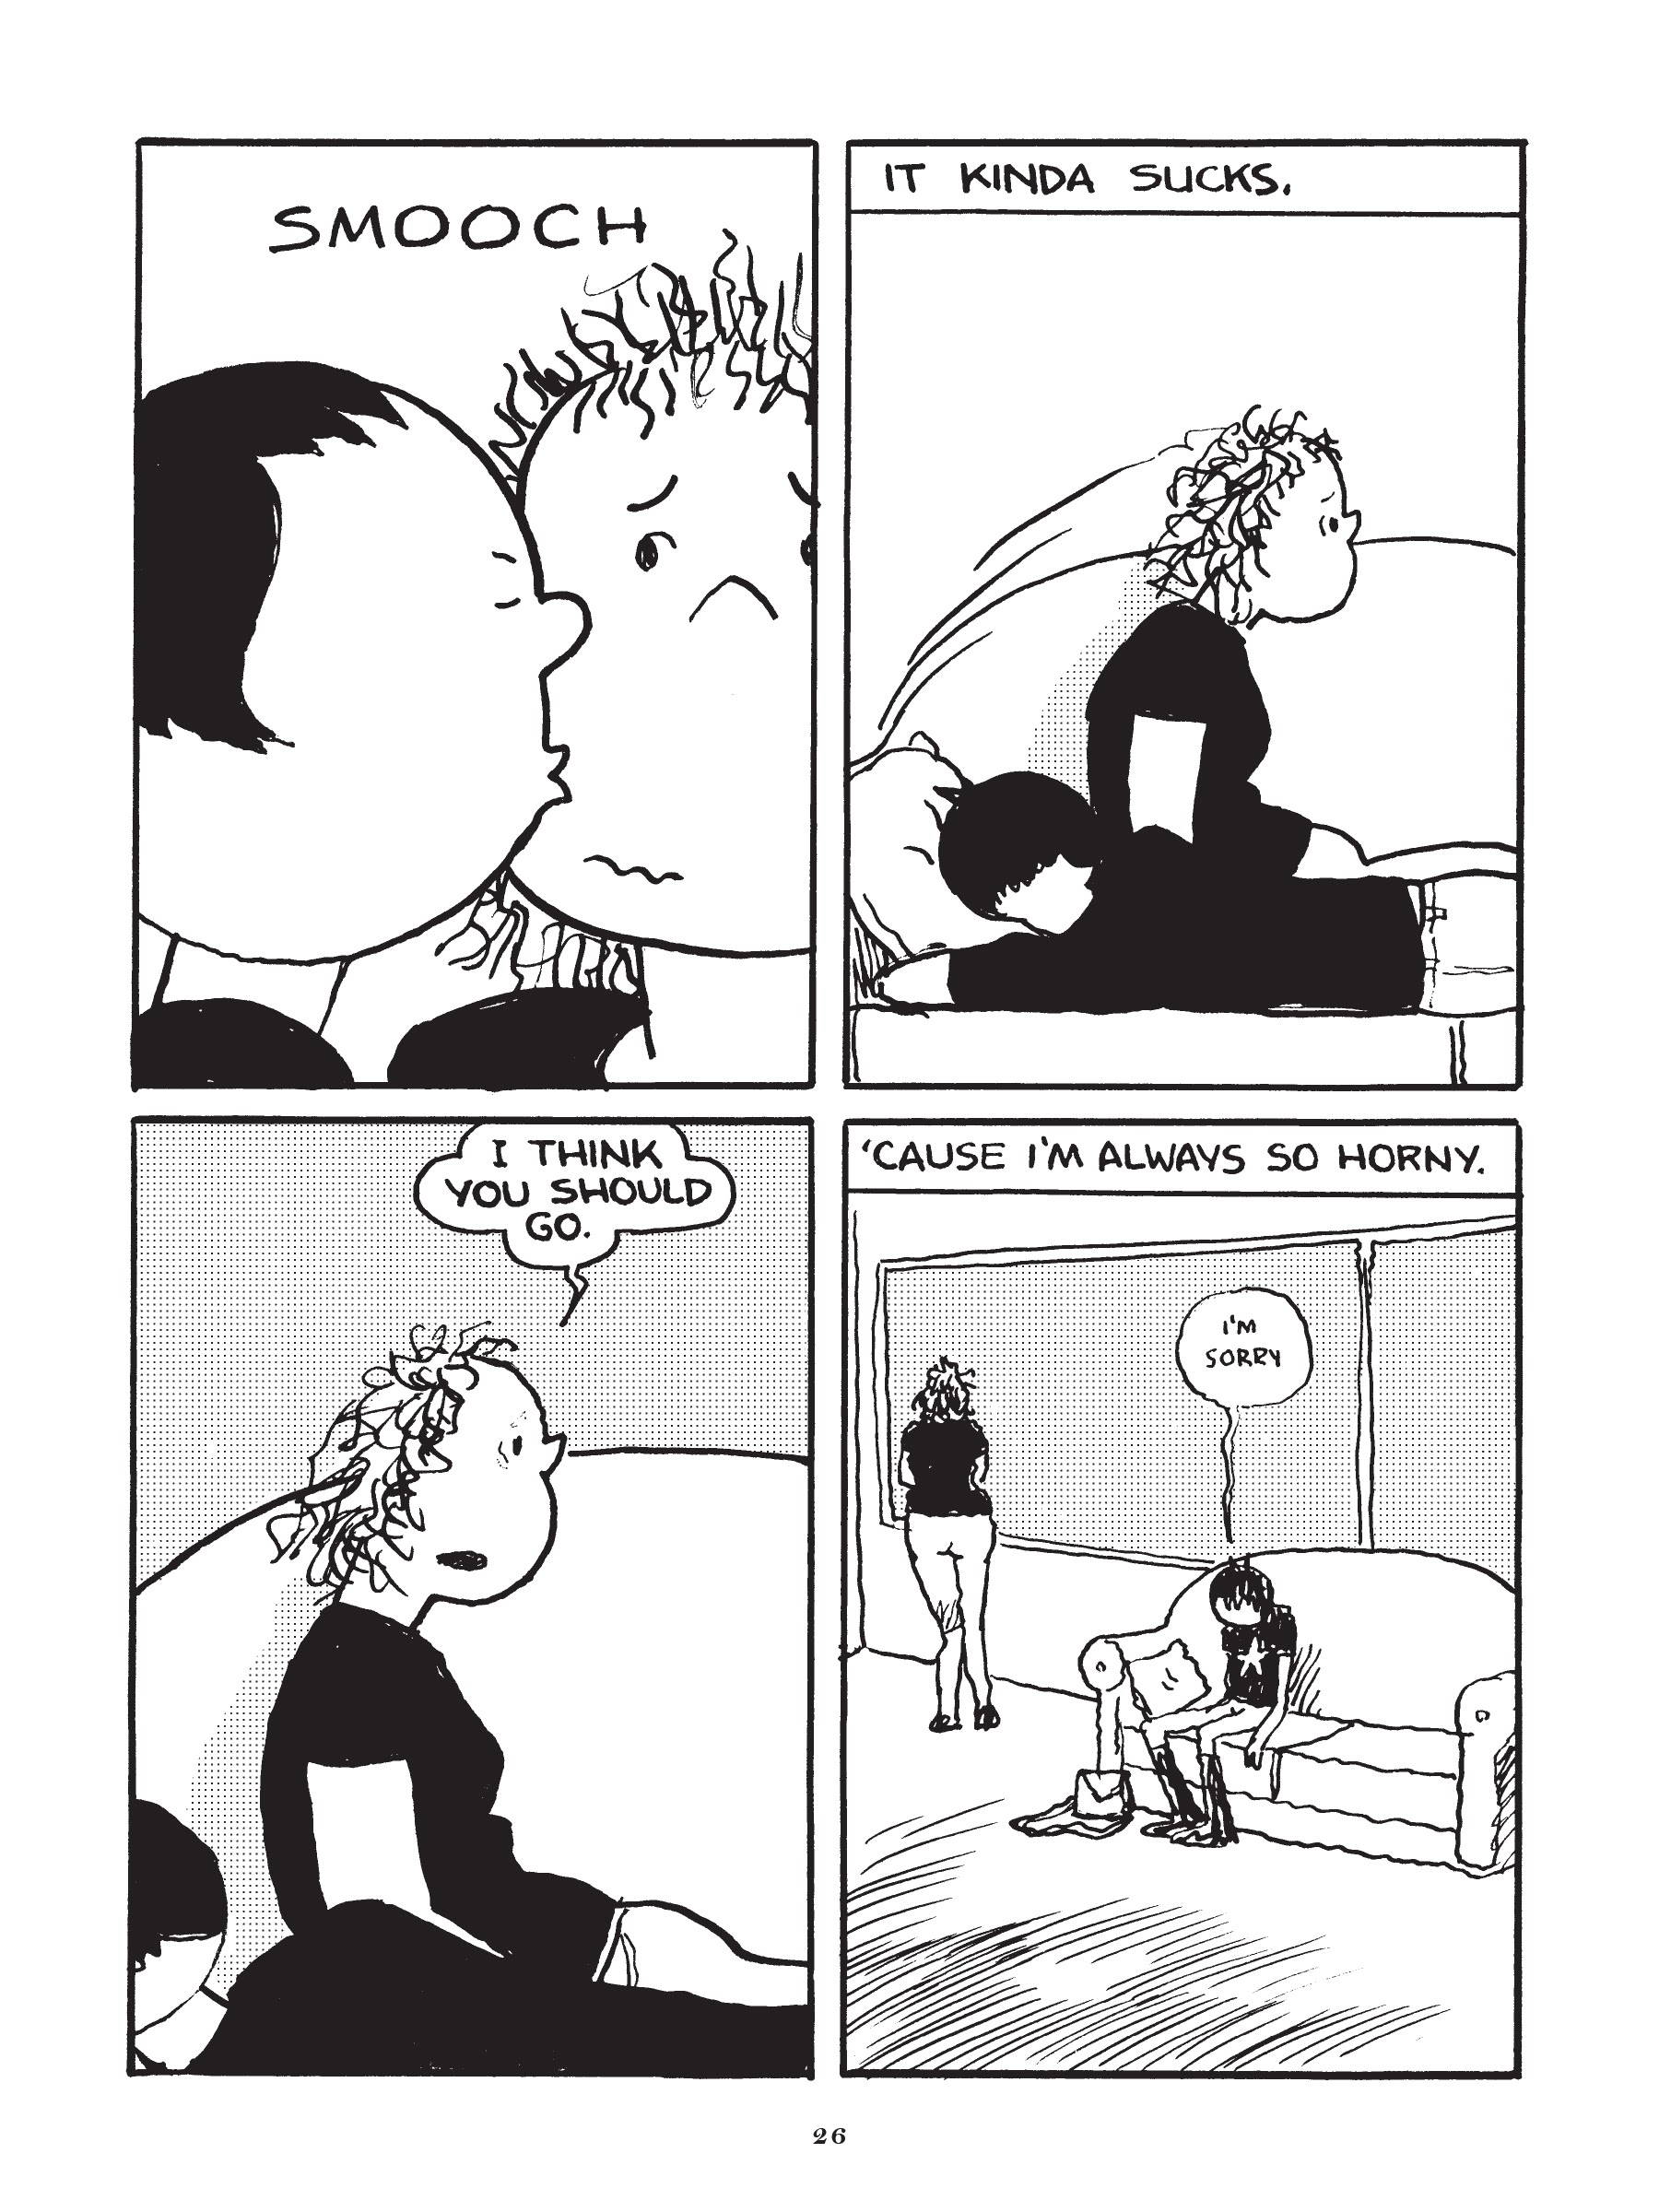 SMOOCH
IT KINDA SUCKS.
I THINK
YOU SHOULD
GO.
'CAUSE I'M ALWAYS SO HORNY.
I'M
SORRY
26